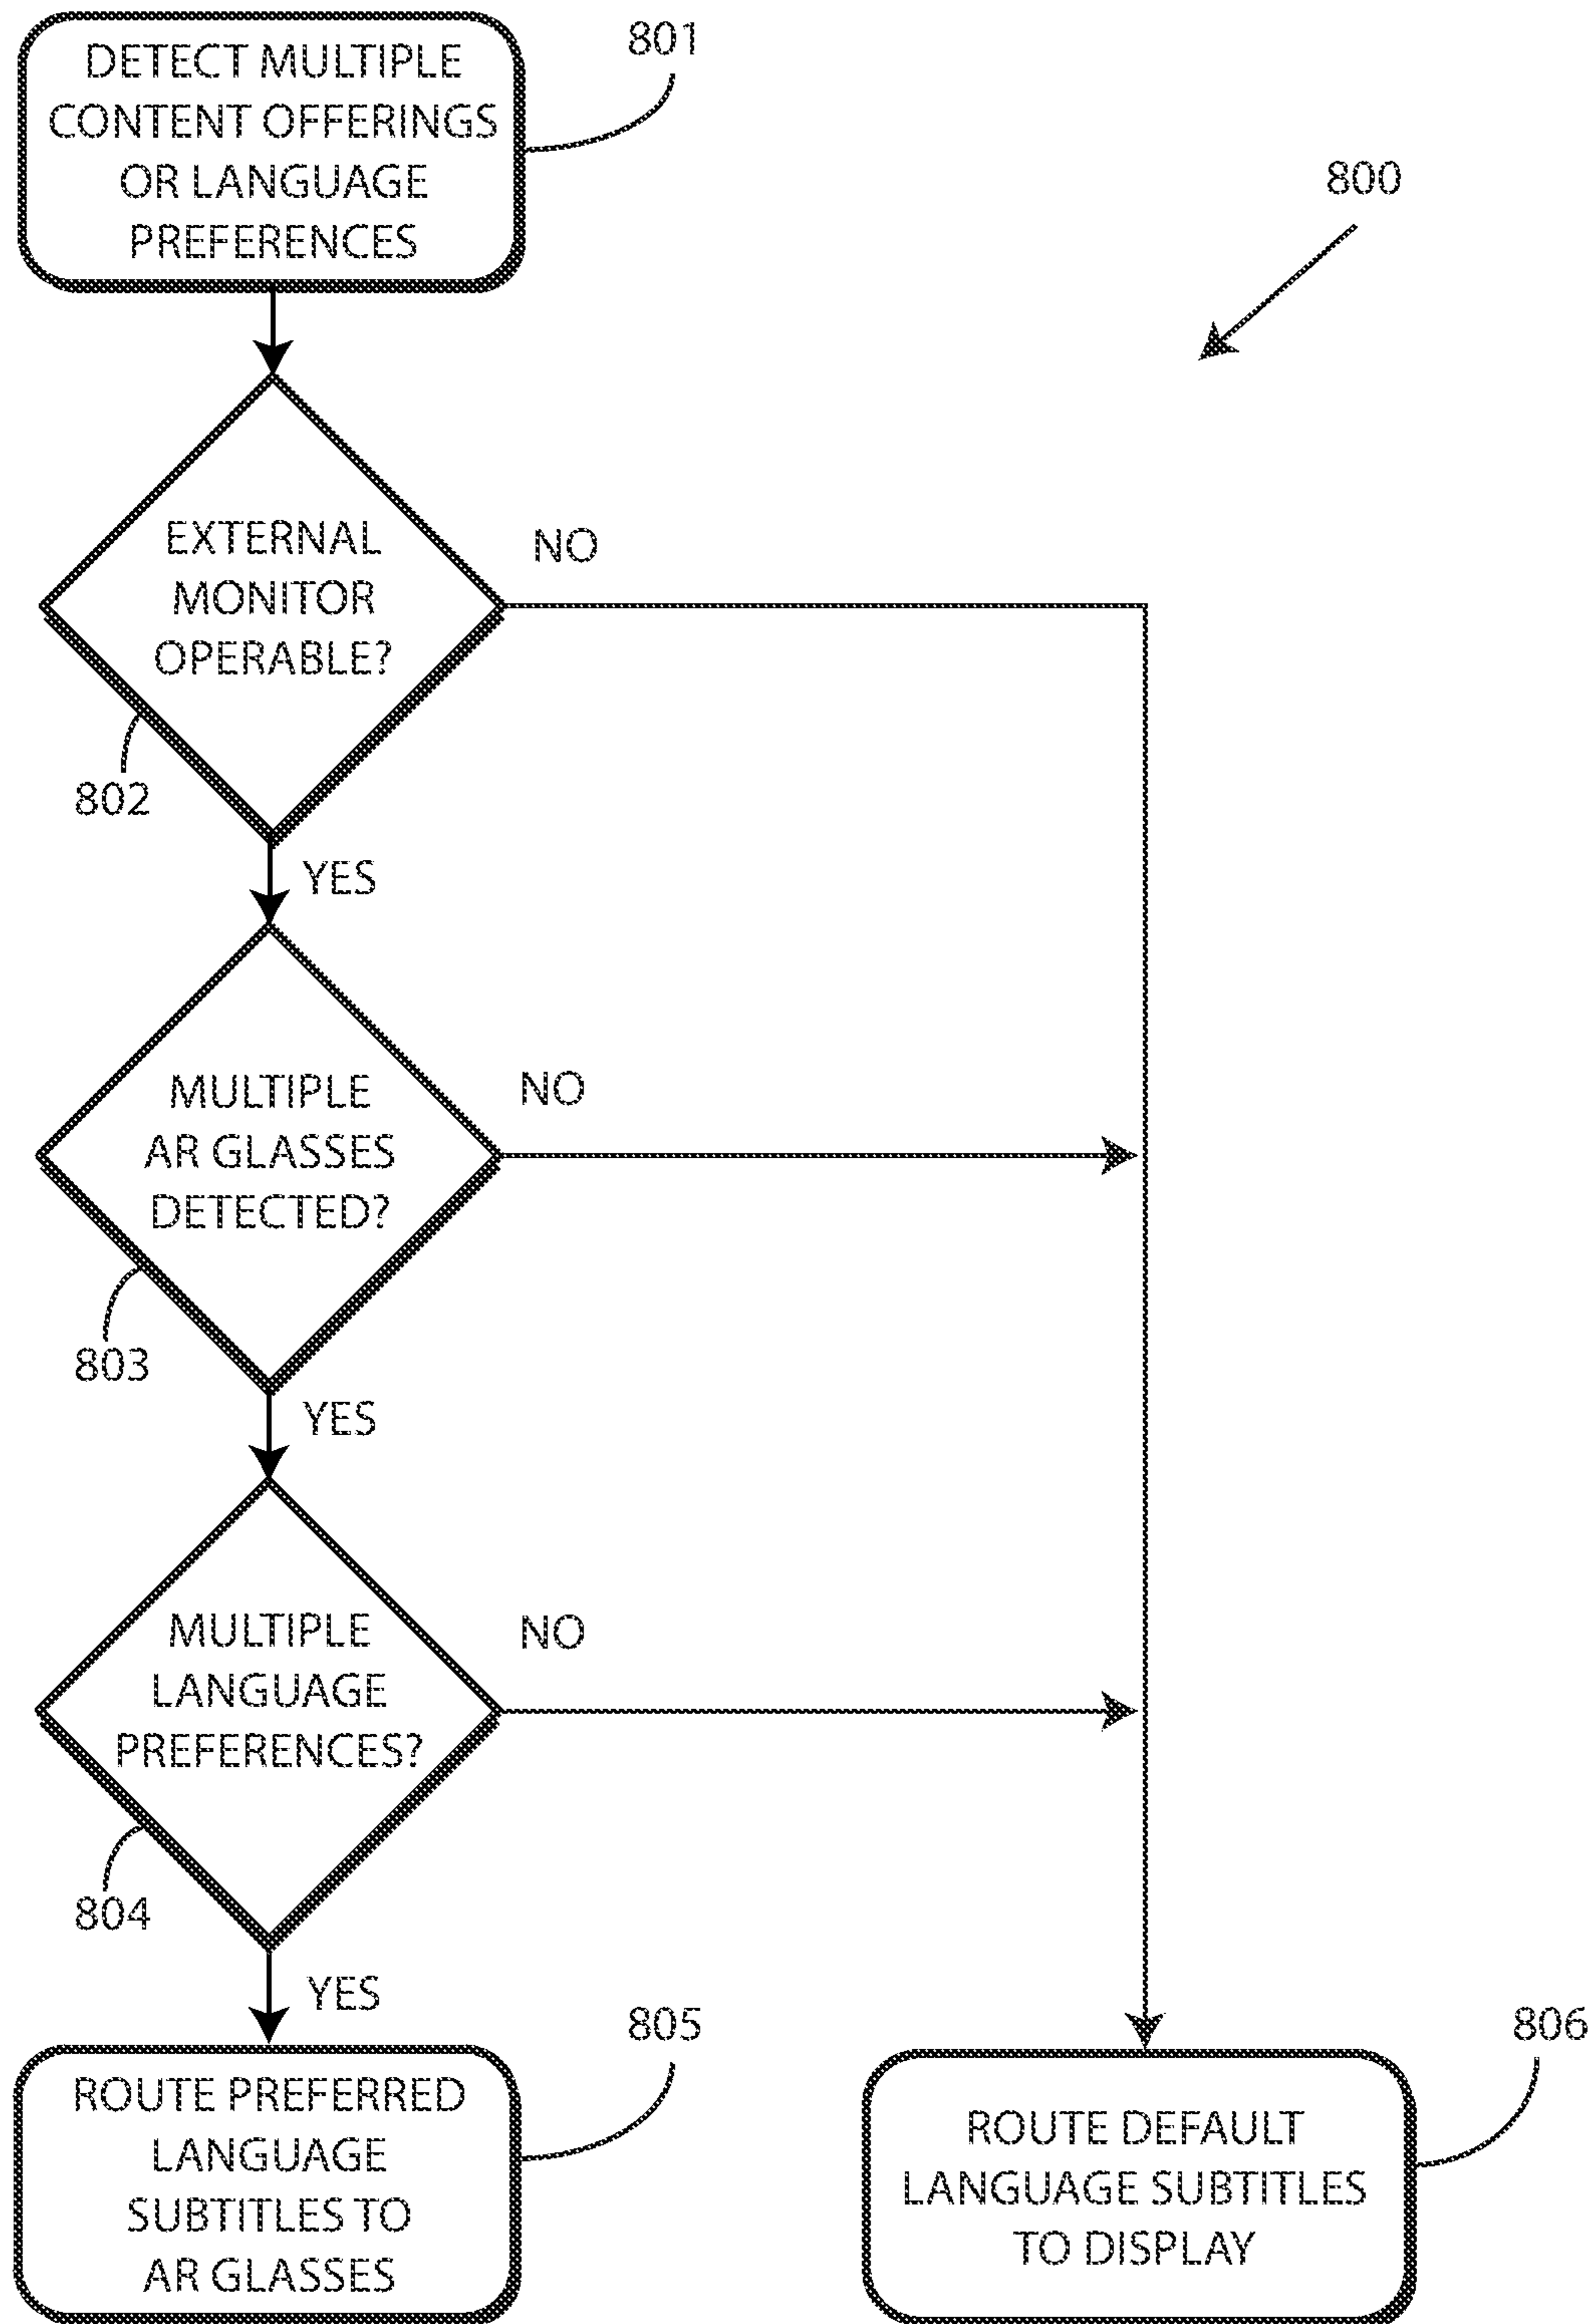 DETECT MULTIPLE
CONTENT OFFERINGS
OR LANGUAGE
PREFERENCES
801
800
EXTERNAL
MONITOR
OPERABLE?
NO
802
YES
MULTIPLE
AR GLASSES
DETECTED?
NO
803
YES
MULTIPLE
LANGUAGE
PREFERENCES?
NO
804
YES
ROUTE PREFERRED
LANGUAGE
SUBTITLES TO
AR GLASSES
805
ROUTE DEFAULT
LANGUAGE SUBTITLES
TO DISPLAY
806